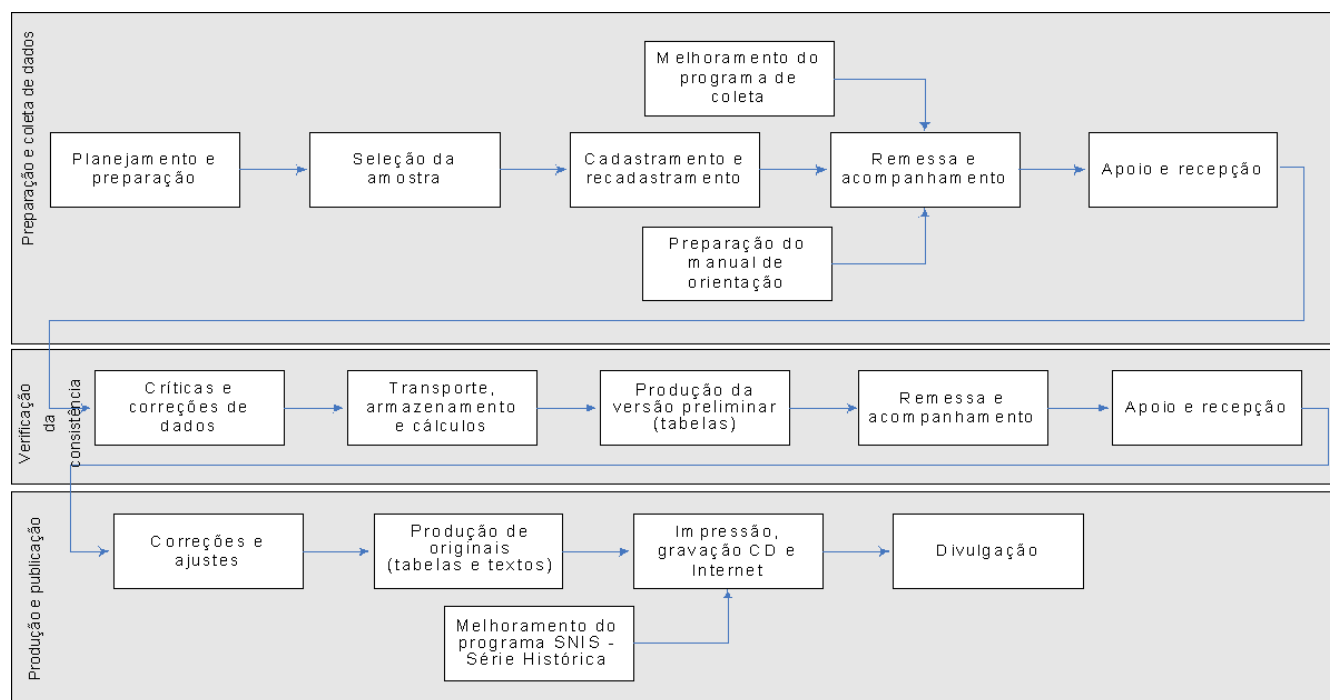 Preparação e coleta de dados
Melhoramento do
programa de
coleta
Planejamento e
preparação
Seleção da
amostra
Cadastramento e
recadastramento
Remessa e
acompanhamento
Apoio e recepção
Preparação do
manual de
orientação
Verificação
da
consistência
Críticas e
correções de
dados
Transporte,
armazenamento
e cálculos
Produção da
versão preliminar
(tabelas)
Remessa e
acompanhamento
Apoio e recepção
Produção e publicação
Correções e
ajustes
Produção de
originais
(tabelas e textos)
Impressão,
gravação CD e
Internet
Divulgação
Melhoramento do
programa SNIS -
Série Histórica